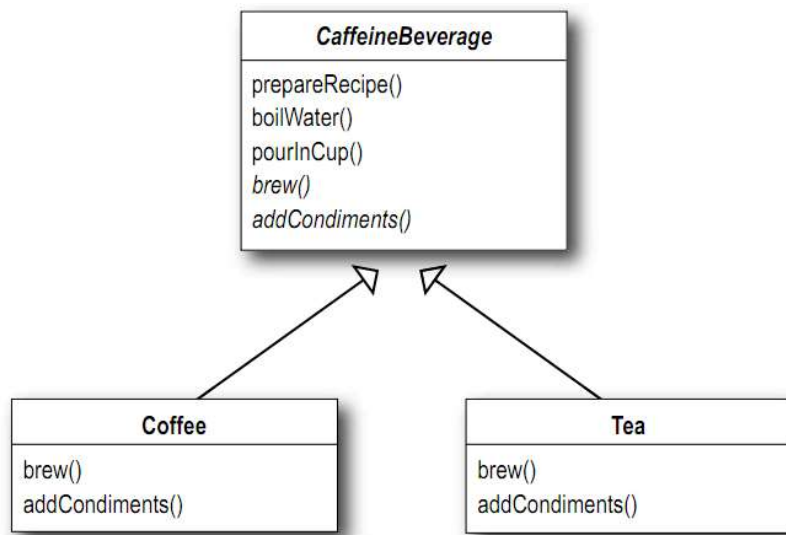 CaffeineBeverage
prepareRecipe()
boilWater()
pourInCup()
brew()
addCondiments()
Coffee
brew()
addCondiments()
Tea
brew()
addCondiments()